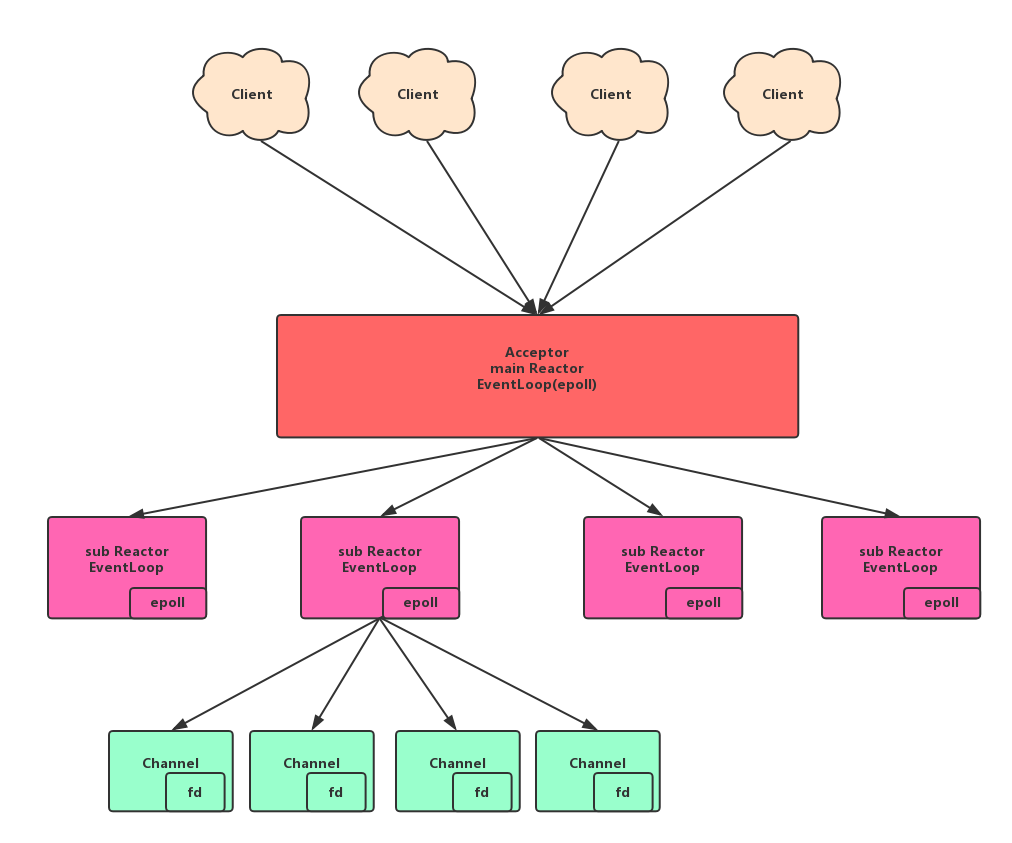 Client
Client
Client
Client
Acceptor
main Reactor
EventLoop(epoll)
sub Reactor
EventLoop
epoll
sub Reactor
EventLoop
epoll
sub Reactor
EventLoop
epoll
sub Reactor
EventLoop
epoll
Channel
fd
Channel
fd
Channel
fd
Channel
fd